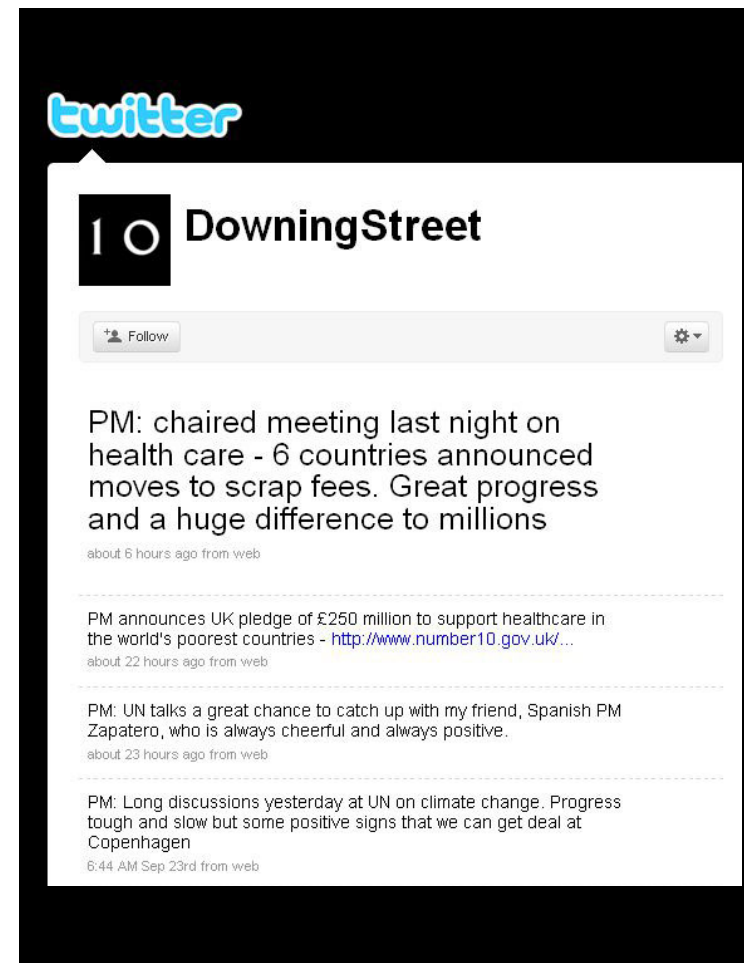 twitter
10
DowningStreet
Follow
PM: chaired meeting last night on
health care - 6 countries announced
moves to scrap fees. Great progress
and a huge difference to millions
about 6 hours ago from web
PM announces UK pledge of £250 million to support healthcare in
the world's poorest countries - http://www.number10.gov.uk/...
about 22 hours ago from web
PM: UN talks a great chance to catch up with my friend, Spanish PM
Zapatero, who is always cheerful and always positive.
about 23 hours ago from web
PM: Long discussions yesterday at UN on climate change. Progress
tough and slow but some positive signs that we can get deal at
Copenhagen
6:44 AM Sep 23rd from web